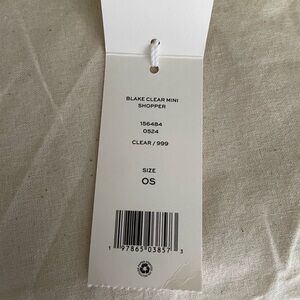 BLAKE CLEAR MINI
SHOPPER
156484
0524
CLEAR / 999
SIZE
OS
1 97865 03857 3